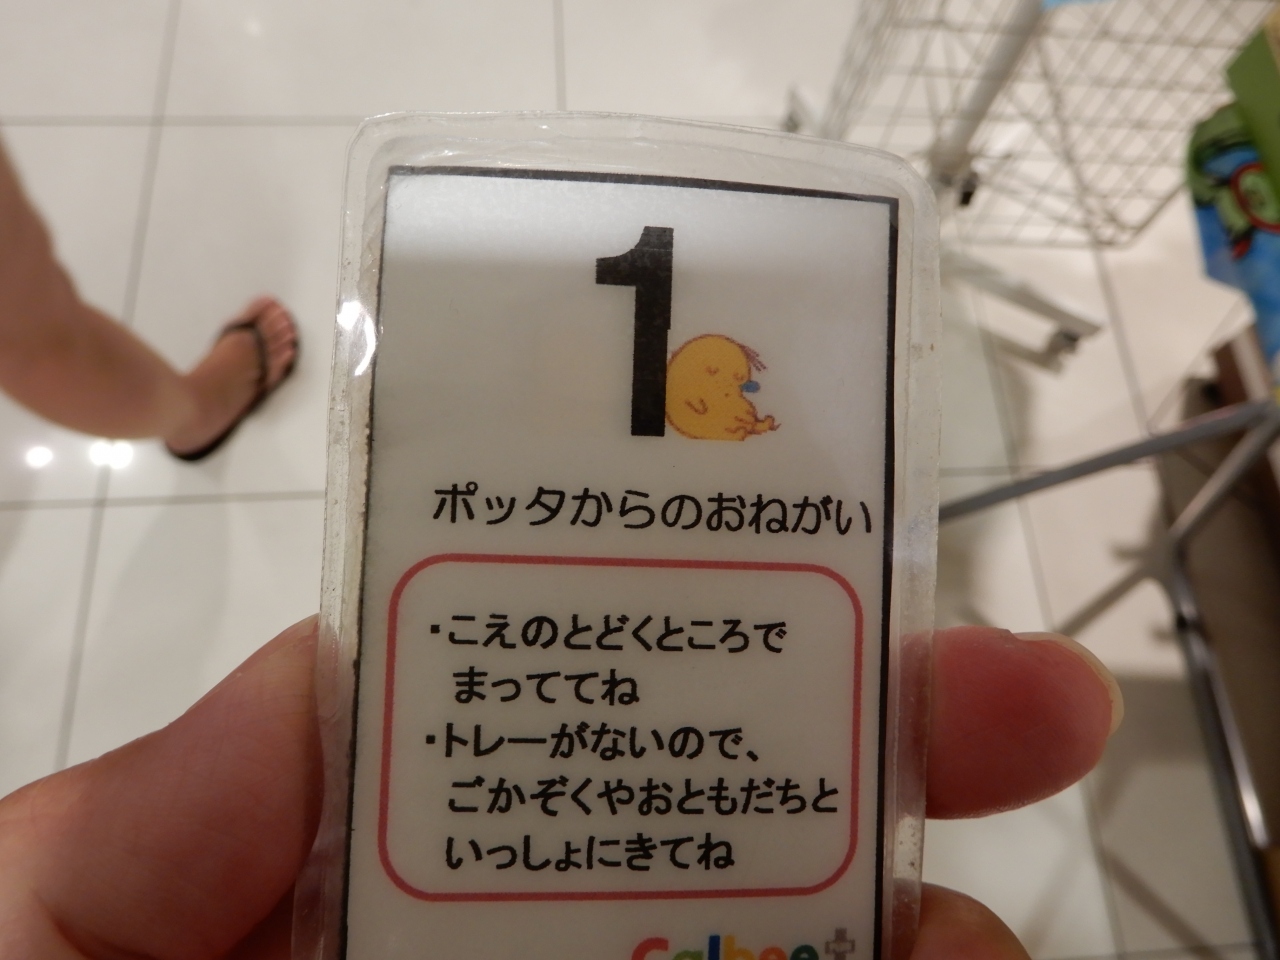 1
ポッタからのおねがい
・こえのとどくところで
まっててね
・トレーがないので、
ごかぞくやおともだちと
いっしょにきてね
Calbee+